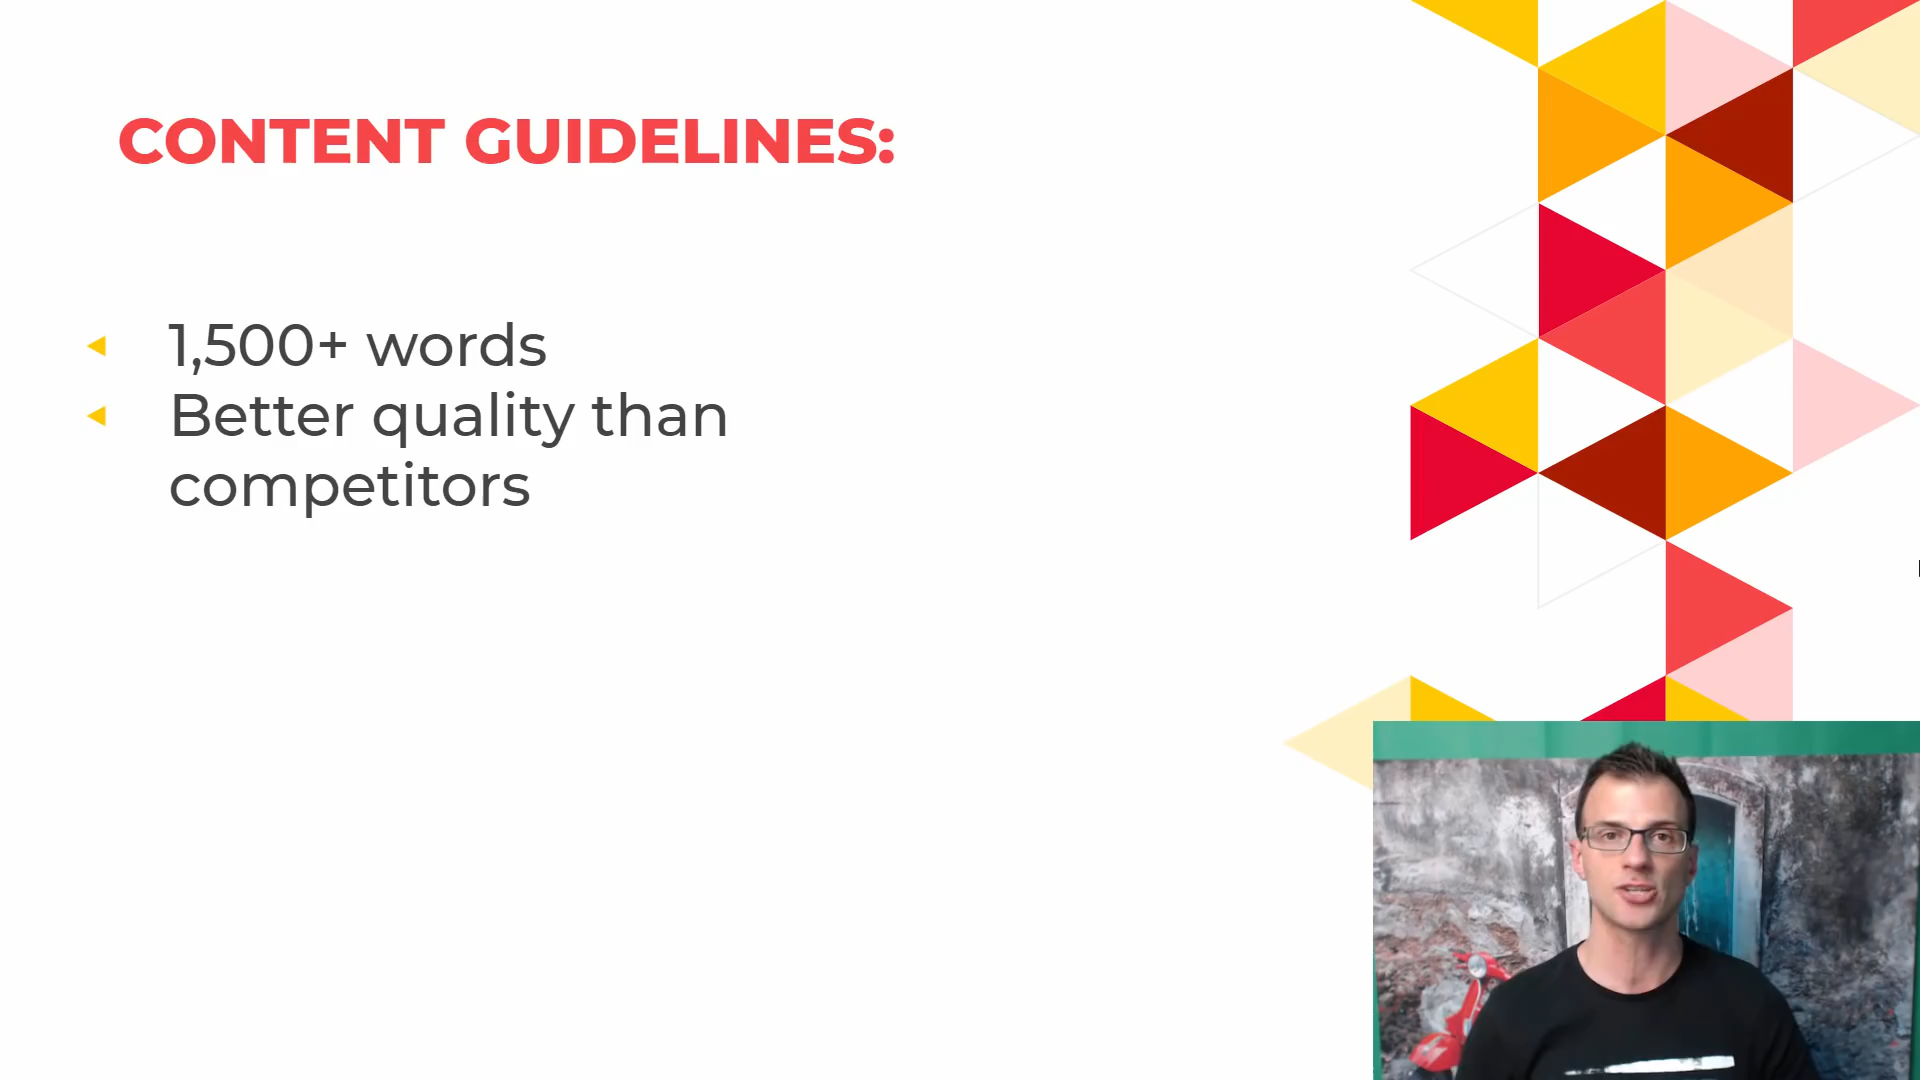 CONTENT GUIDELINES:
1,500+ words
Better quality than
competitors